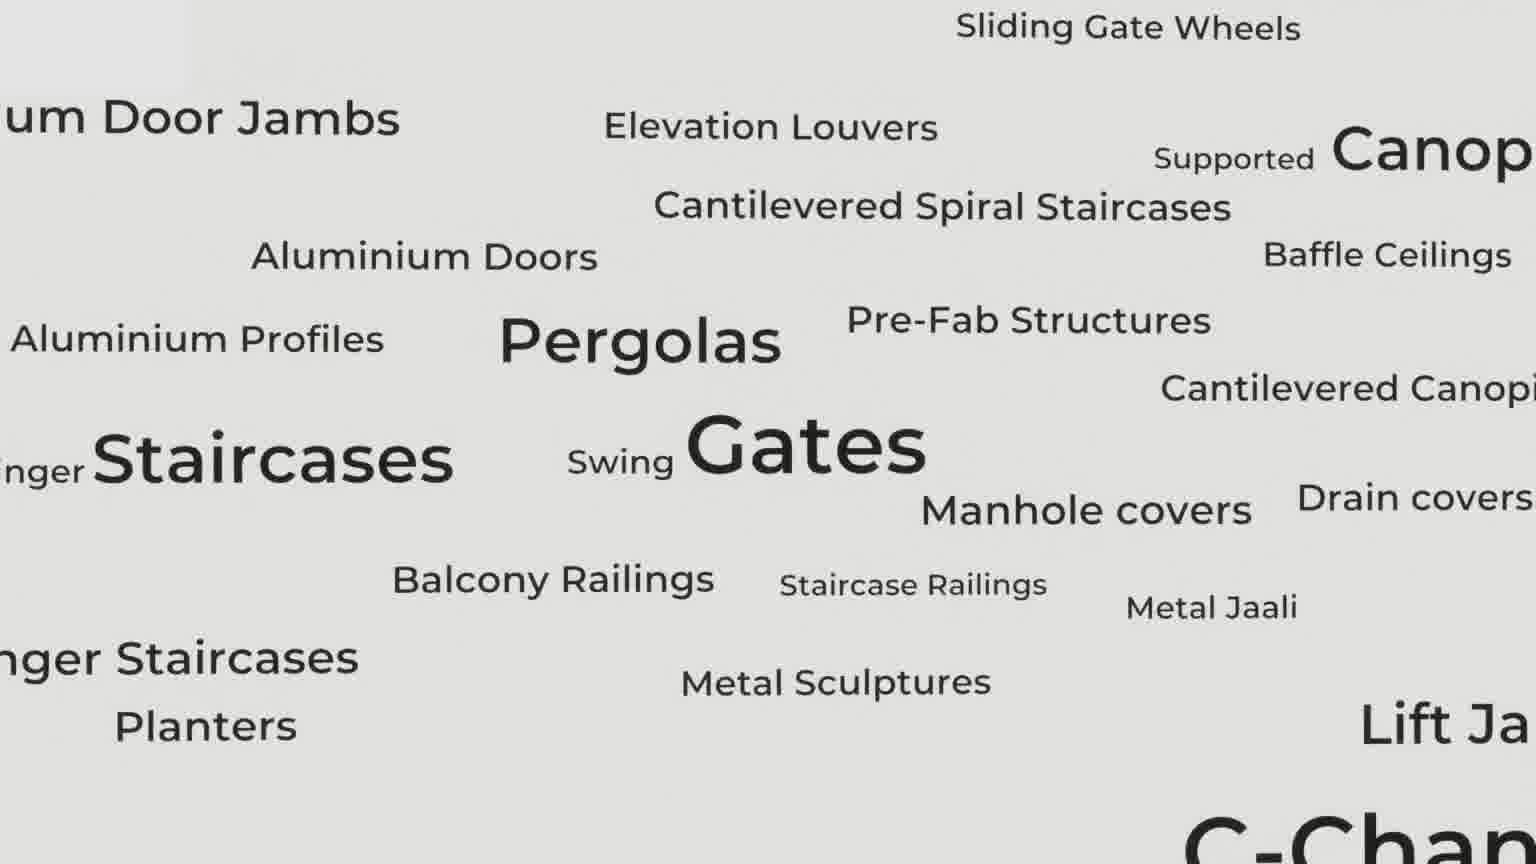 Sliding Gate Wheels
um Door Jambs
Elevation Louvers
Supported Canop
Cantilevered Spiral Staircases
Aluminium Doors
Baffle Ceilings
Aluminium Profiles
Pergolas
Pre-Fab Structures
Cantilevered Canopi
nger Staircases
Swing Gates
Manhole covers
Drain covers
Balcony Railings
Staircase Railings
Metal Jaali
nger Staircases
Metal Sculptures
Planters
Lift Ja
C-Chan